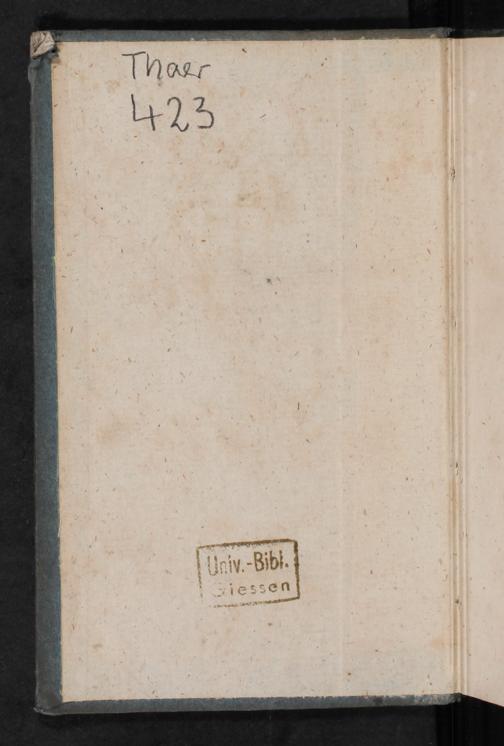 Thaer
423
Univ.-Bibl.
Giessen